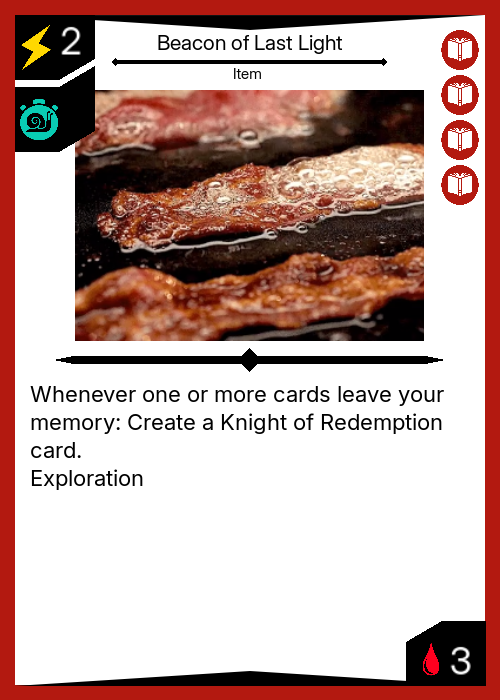 2
Beacon of Last Light
Item
Whenever one or more cards leave your
memory: Create a Knight of Redemption
card.
Exploration
3